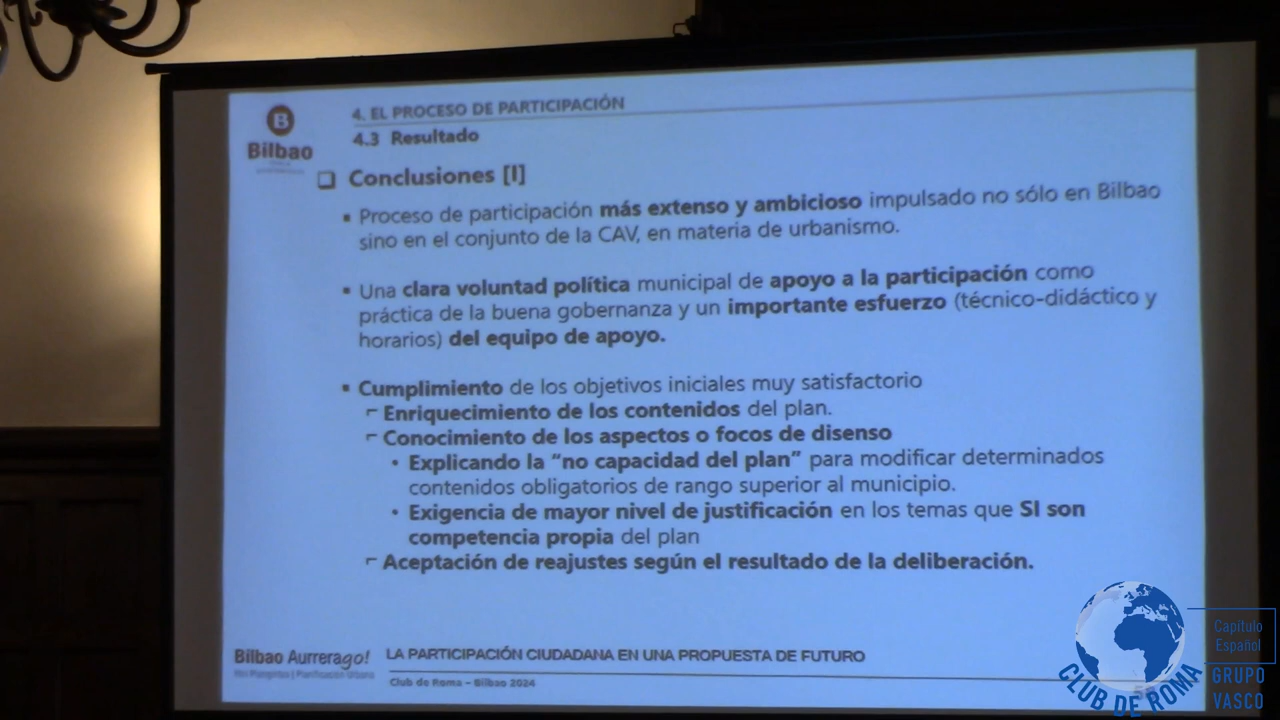 4. EL PROCESO DE PARTICIPACIÓN
B
Bilbao
4.3 Resultado
Conclusiones [I]
Proceso de participación más extenso y ambicioso impulsado no sólo en Bilbao
sino en el conjunto de la CAV, en materia de urbanismo.
Una clara voluntad política municipal de apoyo a la participación como
práctica de la buena gobernanza y un importante esfuerzo (técnico-didáctico y
horarios) del equipo de apoyo.
Cumplimiento de los objetivos iniciales muy satisfactorio
Enriquecimiento de los contenidos del plan.
Conocimiento de los aspectos o focos de disenso
Explicando la "no capacidad del plan" para modificar determinados
contenidos obligatorios de rango superior al municipio.
Exigencia de mayor nivel de justificación en los temas que SI son
competencia propia del plan
Aceptación de reajustes según el resultado de la deliberación.
Bilbao Aurrerago!
LA PARTICIPACIÓN CIUDADANA EN UNA PROPUESTA DE FUTURO
Club de Roma - Bilbao 2024
CLUB DE ROMA
Capítulo
Español
GRUPO
VASCO